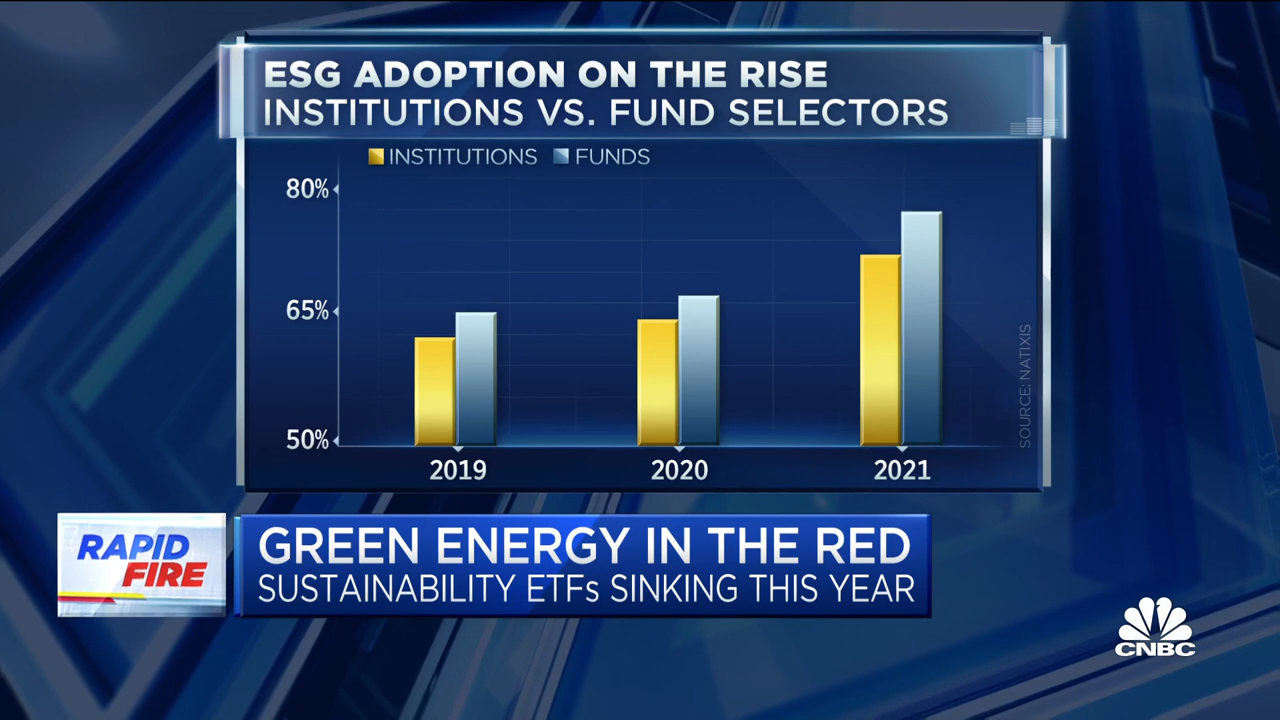 ESG ADOPTION ON THE RISE
INSTITUTIONS VS. FUND SELECTORS
INSTITUTIONS FUNDS
80%
65%
50%
2019 2020 2021
SOURCE: NATIXIS
RAPID
FIRE
GREEN ENERGY IN THE RED
SUSTAINABILITY ETFs SINKING THIS YEAR
CNBC